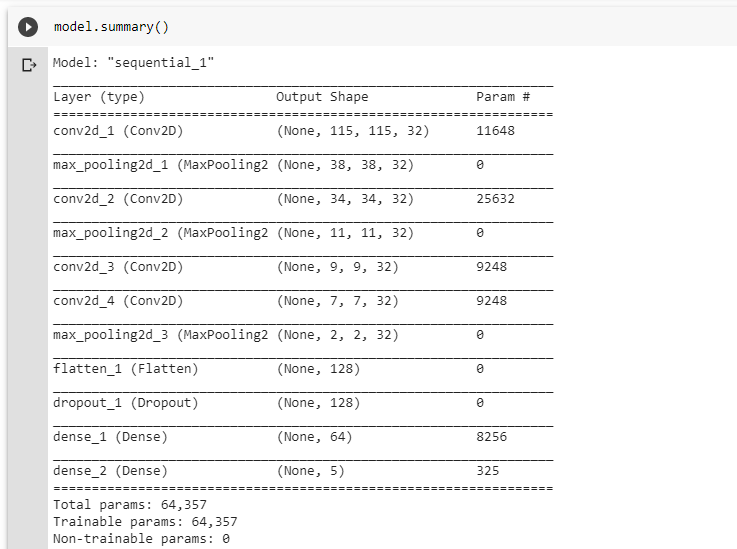 model.summary()
Model: "sequential_1"
_________________________________________________________________
Layer (type)                 Output Shape              Param #
=================================================================
conv2d_1 (Conv2D)            (None, 115, 115, 32)      11648
_________________________________________________________________
max_pooling2d_1 (MaxPooling2 (None, 38, 38, 32)        0
_________________________________________________________________
conv2d_2 (Conv2D)            (None, 34, 34, 32)        25632
_________________________________________________________________
max_pooling2d_2 (MaxPooling2 (None, 11, 11, 32)        0
_________________________________________________________________
conv2d_3 (Conv2D)            (None, 9, 9, 32)          9248
_________________________________________________________________
conv2d_4 (Conv2D)            (None, 7, 7, 32)          9248
_________________________________________________________________
max_pooling2d_3 (MaxPooling2 (None, 2, 2, 32)          0
_________________________________________________________________
flatten_1 (Flatten)          (None, 128)               0
_________________________________________________________________
dropout_1 (Dropout)          (None, 128)               0
_________________________________________________________________
dense_1 (Dense)              (None, 64)                8256
_________________________________________________________________
dense_2 (Dense)              (None, 5)                 325
=================================================================
Total params: 64,357
Trainable params: 64,357
Non-trainable params: 0